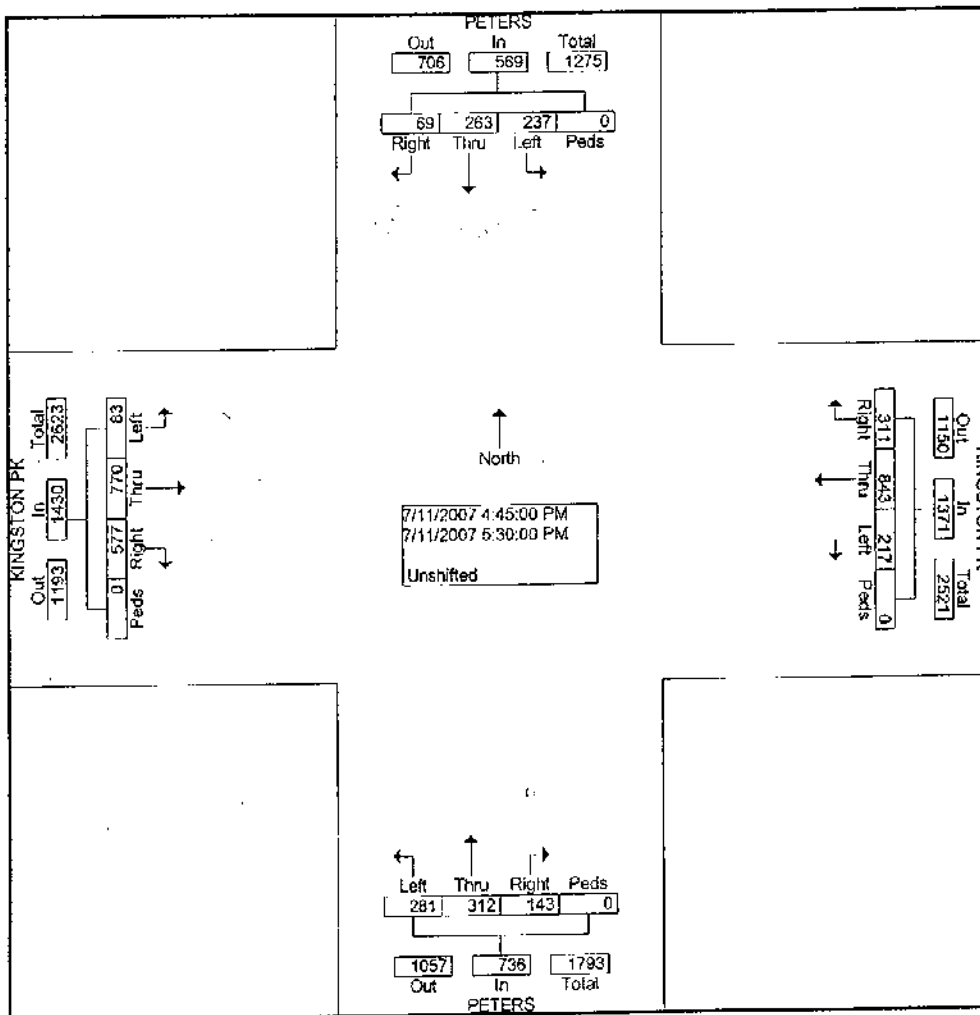 PETERS
Out In Total
706 569 1275
69 263 237 0
Right Thru Left Peds
KINGSTON PK
Total 2623
In 1430
Out 1193
83 770 577 0
Left Thru Right Peds
North
7/11/2007 4:45:00 PM
7/11/2007 5:30:00 PM
Unshifted
Right Thru Left Peds
311 843 217 0
Out In Total
1150 1371 2521
Left Thru Right Peds
281 312 143 0
1057 736 1793
Out In Total
PETERS